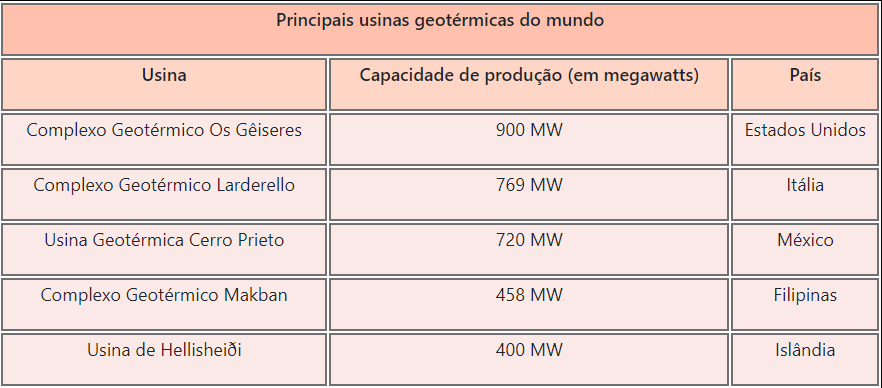 Principais usinas geotérmicas do mundo
Usina Capacidade de produção (em megawatts) País
Complexo Geotérmico Os Gêiseres 900 MW Estados Unidos
Complexo Geotérmico Larderello 769 MW Itália
Usina Geotérmica Cerro Prieto 720 MW México
Complexo Geotérmico Makban 458 MW Filipinas
Usina de Hellisheiði 400 MW Islândia